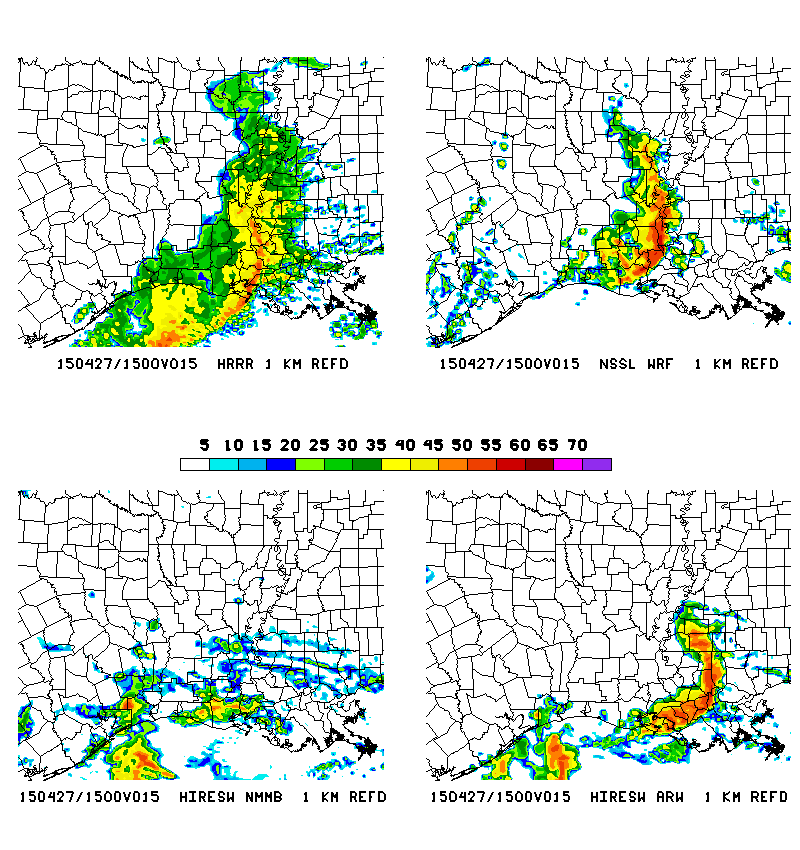 150427/1500V015 HRRR 1 KM REFD
150427/1500V015 NSSL WRF 1 KM REFD
5 10 15 20 25 30 35 40 45 50 55 60 65 70
150427/1500V015 HIRESW NMMB 1 KM REFD
150427/1500V015 HIRESW ARW 1 KM REFD